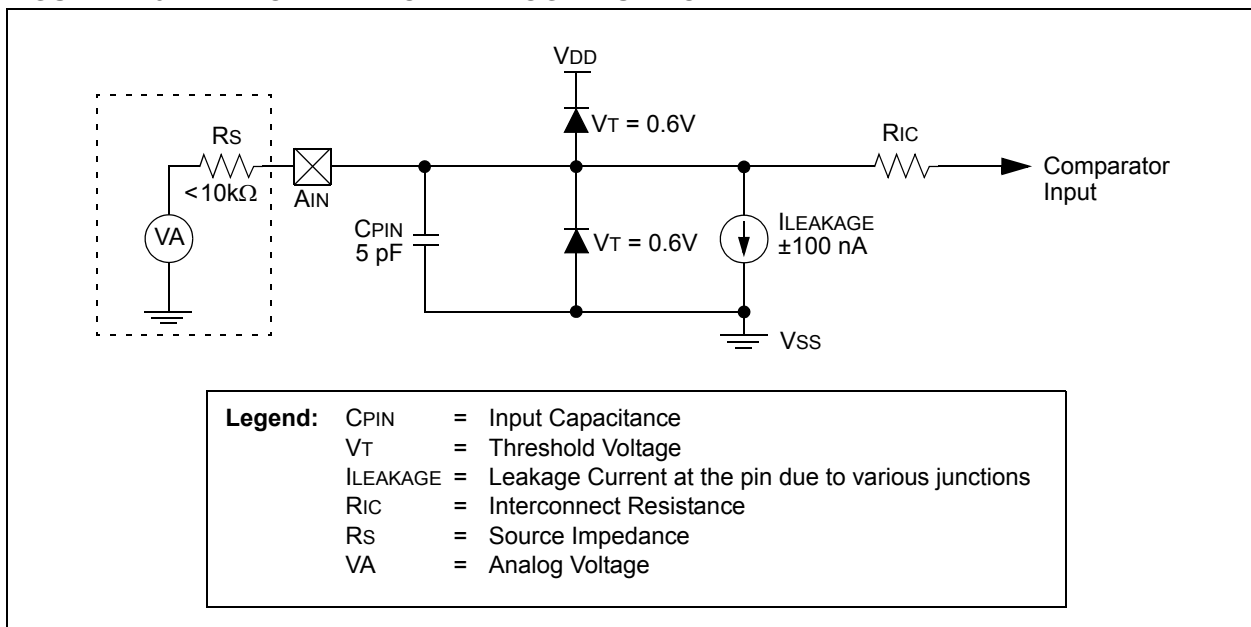 VDD
VT = 0.6V
RS
RIC
<10kΩ
AIN
Comparator
Input
VA
CPIN
5 pF
VT = 0.6V
ILEAKAGE
±100 nA
VSS
Legend: CPIN = Input Capacitance
VT = Threshold Voltage
ILEAKAGE = Leakage Current at the pin due to various junctions
RIC = Interconnect Resistance
RS = Source Impedance
VA = Analog Voltage